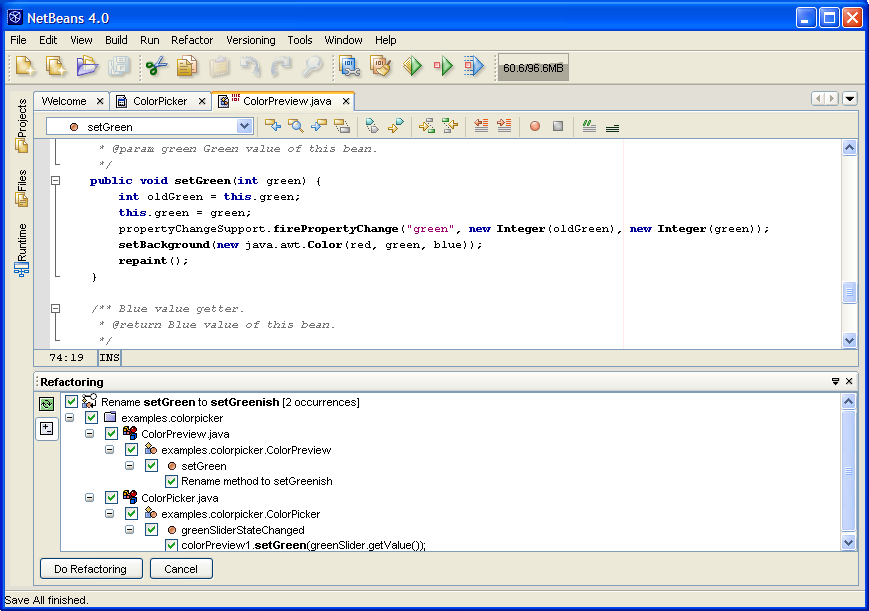 NetBeans 4.0
File Edit View Build Run Refactor Versioning Tools Window Help
60.6/96.6MB
Projects
Files
Runtime
Welcome ColorPicker ColorPreview.java
setGreen
* @param green Green value of this bean.
*/
public void setGreen(int green) {
int oldGreen = this.green;
this.green = green;
propertyChangeSupport.firePropertyChange("green", new Integer(oldGreen), new Integer(green));
setBackground(new java.awt.Color(red, green, blue));
repaint();
}
/** Blue value getter.
* @return Blue value of this bean.
*/
74:19 INS
Refactoring
Rename setGreen to setGreenish [2 occurrences]
examples.colorpicker
ColorPreview.java
examples.colorpicker.ColorPreview
setGreen
Rename method to setGreenish
ColorPicker.java
examples.colorpicker.ColorPicker
greenSliderStateChanged
colorPreview1.setGreen(greenSlider.getValue());
Do Refactoring Cancel
Save All finished.